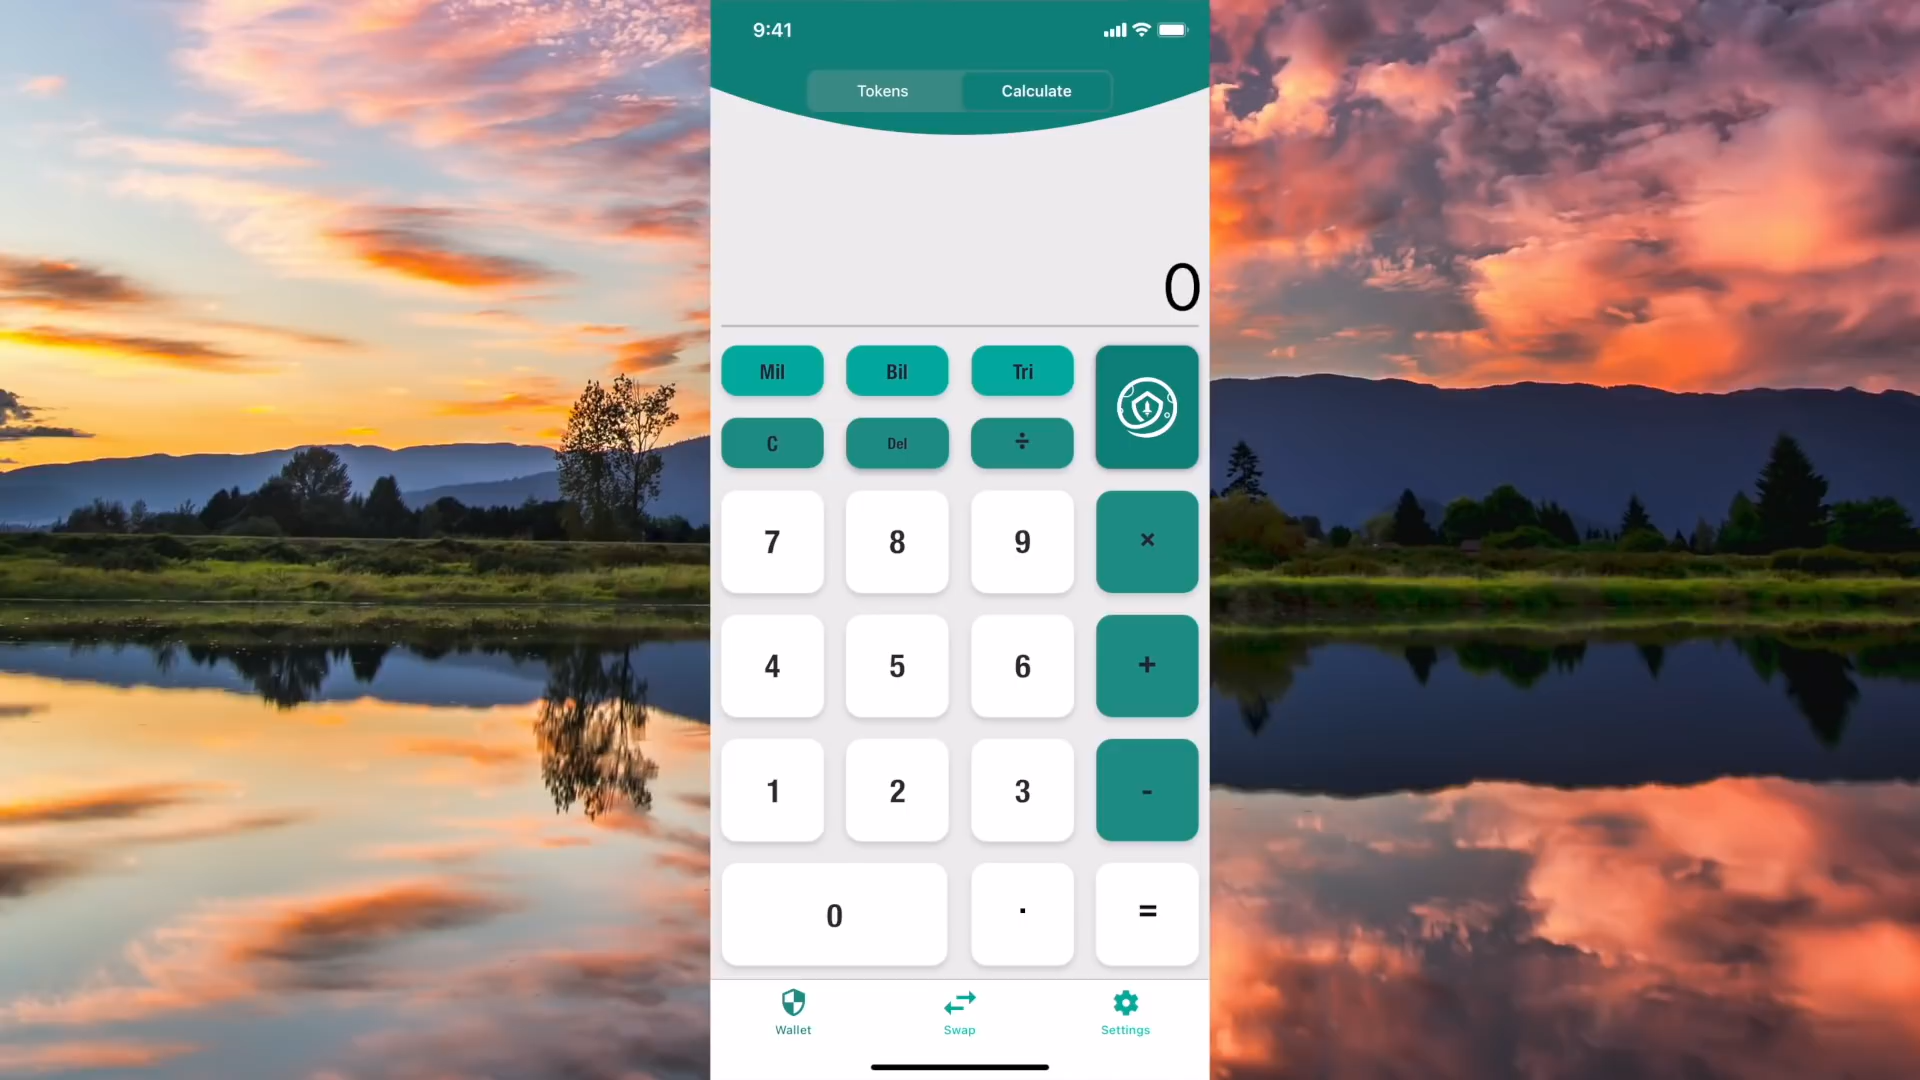 9:41
Tokens Calculate
0
Mil Bil Tri
C Del ÷
7 8 9 ×
4 5 6 +
1 2 3 -
0 . =
Wallet Swap Settings